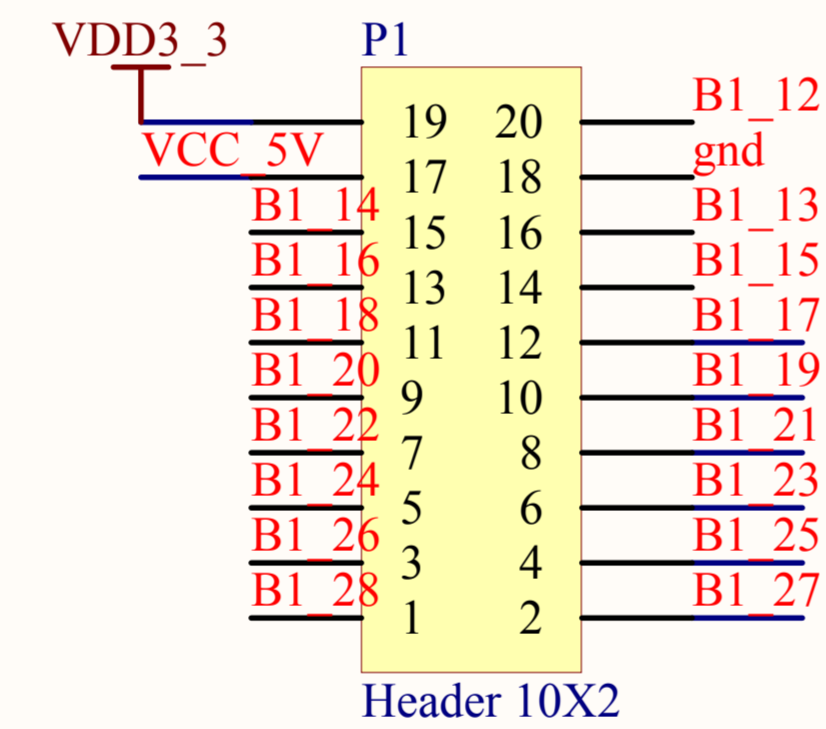 VDD3_3 P1
19 20 B1_12
VCC_5V 17 18 gnd
B1_14 15 16 B1_13
B1_16 13 14 B1_15
B1_18 11 12 B1_17
B1_20 9 10 B1_19
B1_22 7 8 B1_21
B1_24 5 6 B1_23
B1_26 3 4 B1_25
B1_28 1 2 B1_27
Header 10X2